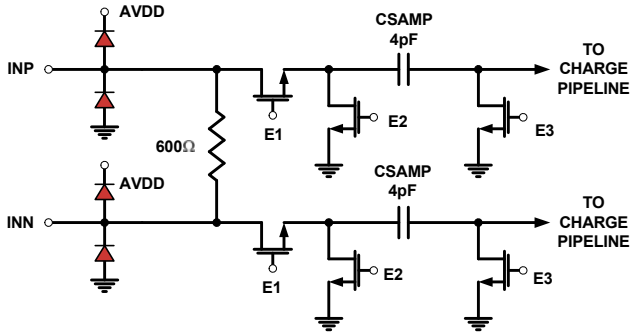 AVDD
CSAMP
4pF
TO
CHARGE
PIPELINE
INP
E1
E2
E3
600Ω
CSAMP
4pF
AVDD
TO
CHARGE
PIPELINE
INN
E1
E2
E3